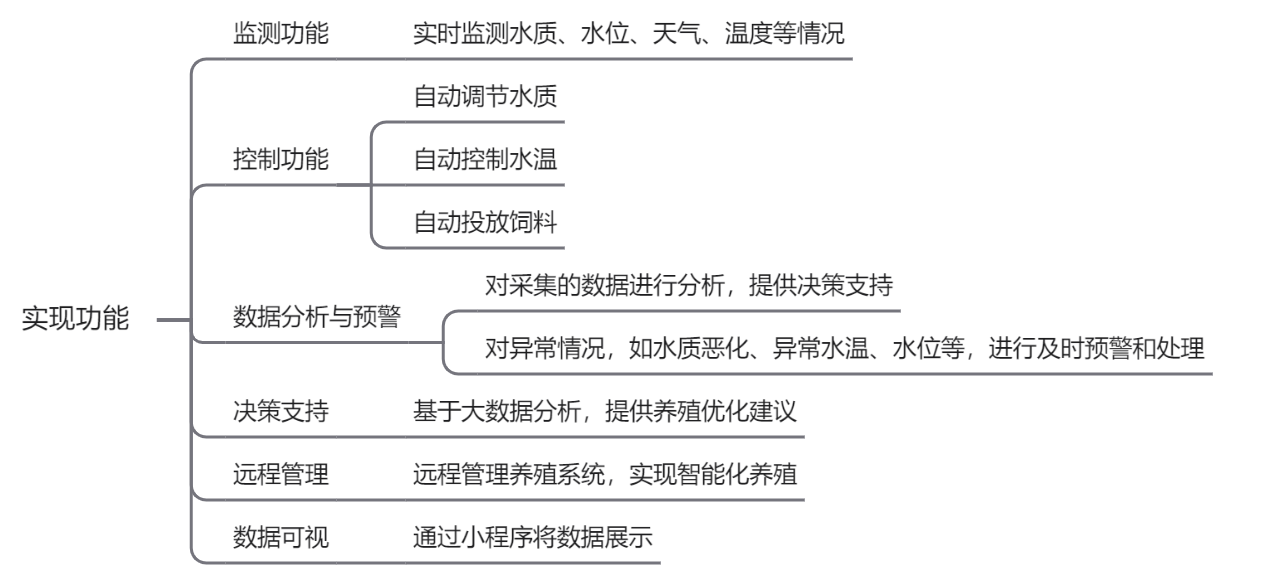 监测功能
实时监测水质、水位、天气、温度等情况
自动调节水质
控制功能
自动控制水温
自动投放饲料
对采集的数据进行分析，提供决策支持
实现功能
数据分析与预警
对异常情况，如水质恶化、异常水温、水位等，进行及时预警和处理
决策支持
基于大数据分析，提供养殖优化建议
远程管理
远程管理养殖系统，实现智能化养殖
数据可视
通过小程序将数据展示